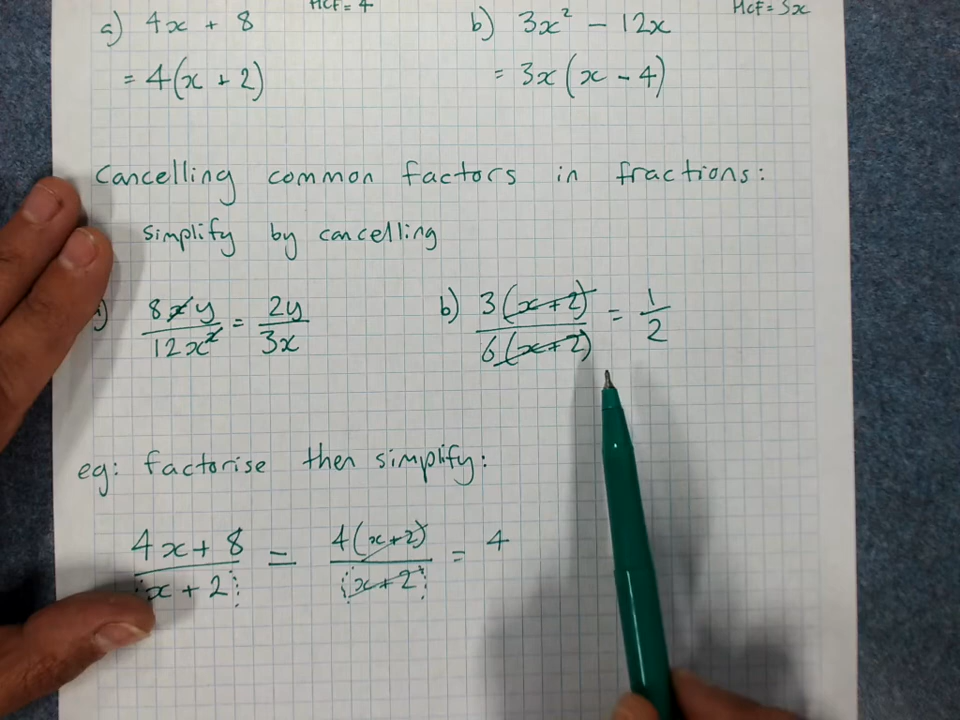 HCF = 4
HCF = 3x
a) 4x + 8
b) 3x² − 12x
= 4(x + 2)
= 3x(x − 4)
Cancelling common factors in fractions:
simplify by cancelling
) 8xy/12x² = 2y/3x
b) 3(x+2)/6(x+2) = 1/2
eg: factorise then simplify:
4x + 8/(x + 2) = 4(x+2)/(x+2) = 4